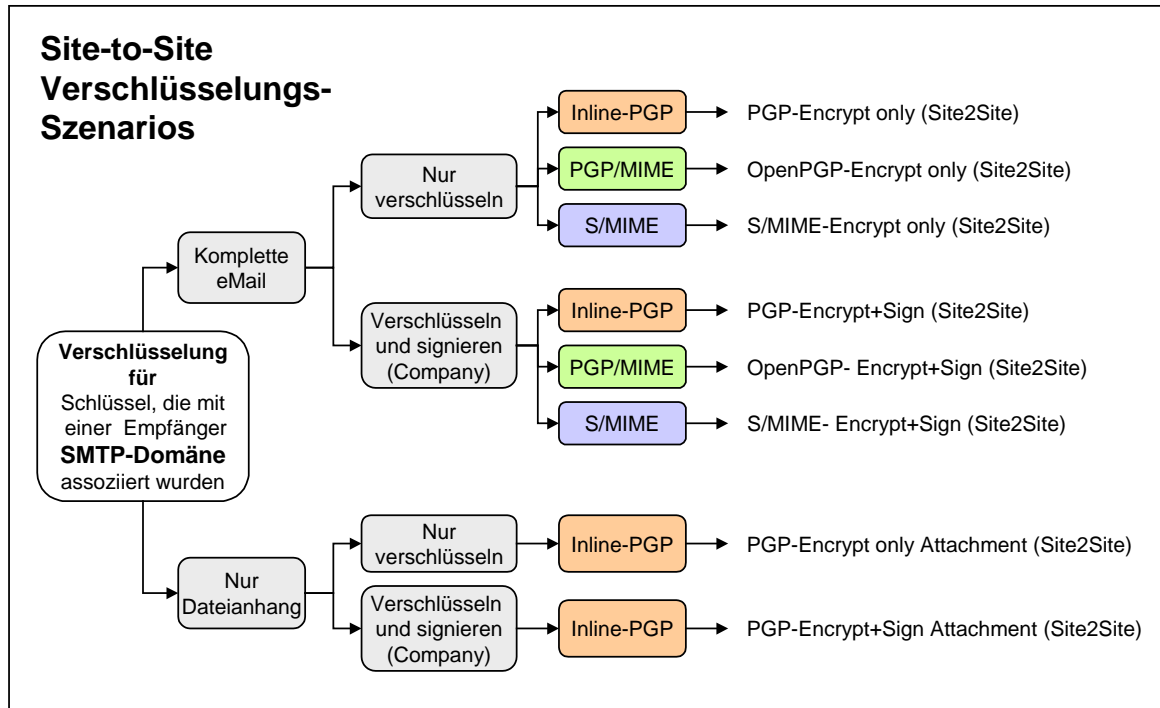 Site-to-Site
Verschlüsselungs-
Szenarios
Verschlüsselung
für
Schlüssel, die mit
einer Empfänger
SMTP-Domäne
assoziiert wurden
Komplette
eMail
Nur
verschlüseln
Inline-PGP
PGP-Encrypt only (Site2Site)
PGP/MIME
OpenPGP-Encrypt only (Site2Site)
S/MIME
S/MIME-Encrypt only (Site2Site)
Verschlüseln
und signieren
(Company)
Inline-PGP
PGP-Encrypt+Sign (Site2Site)
PGP/MIME
OpenPGP- Encrypt+Sign (Site2Site)
S/MIME
S/MIME- Encrypt+Sign (Site2Site)
Nur
Dateianhang
Nur
verschlüseln
Inline-PGP
PGP-Encrypt only Attachment (Site2Site)
Verschlüseln
und signieren
(Company)
Inline-PGP
PGP-Encrypt+Sign Attachment (Site2Site)